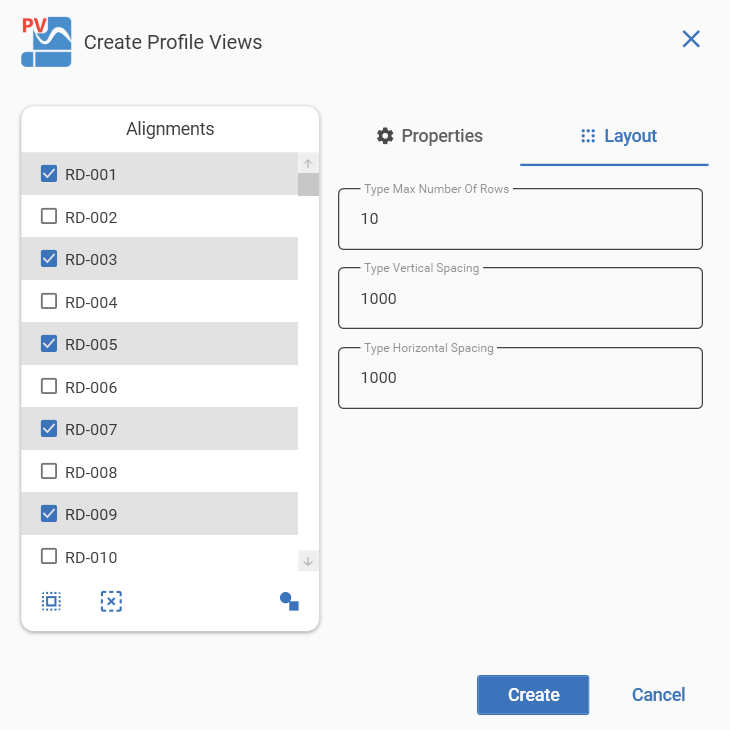 PV
Create Profile Views
Alignments
RD-001
RD-002
RD-003
RD-004
RD-005
RD-006
RD-007
RD-008
RD-009
RD-010
Properties
Layout
Type Max Number Of Rows
10
Type Vertical Spacing
1000
Type Horizontal Spacing
1000
Create
Cancel